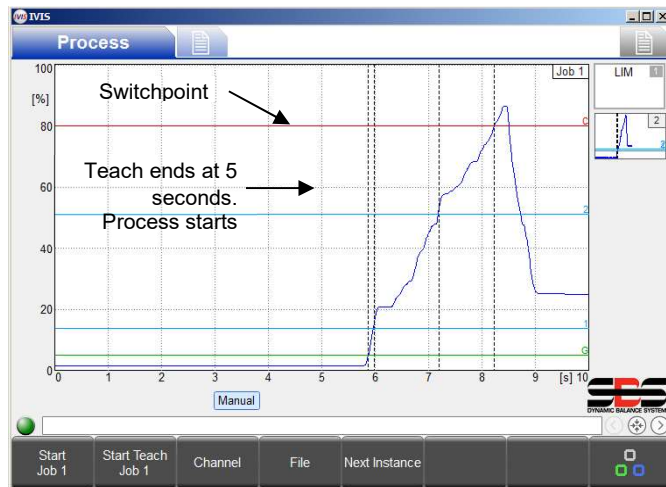 IVIS
Process
100
[%]
80
60
40
20
0
0 1 2 3 4 5 6 7 8 9 [s] 10
Job 1
C
2
1
G
Switchpoint
Teach ends at 5
seconds.
Process starts
LIM 1
2
2
Manual
SBS
DYNAMIC BALANCE SYSTEMS
Start
Job 1
Start Teach
Job 1
Channel
File
Next Instance